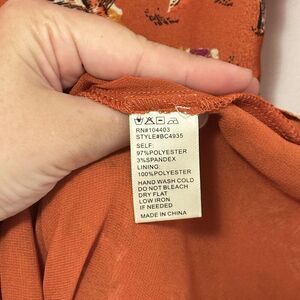 RN#104403
STYLE#BC4935
SELF:
97%POLYESTER
3%SPANDEX
LINING:
100%POLYESTER
HAND WASH COLD
DO NOT BLEACH
DRY FLAT
LOW IRON
IF NEEDED
MADE IN CHINA